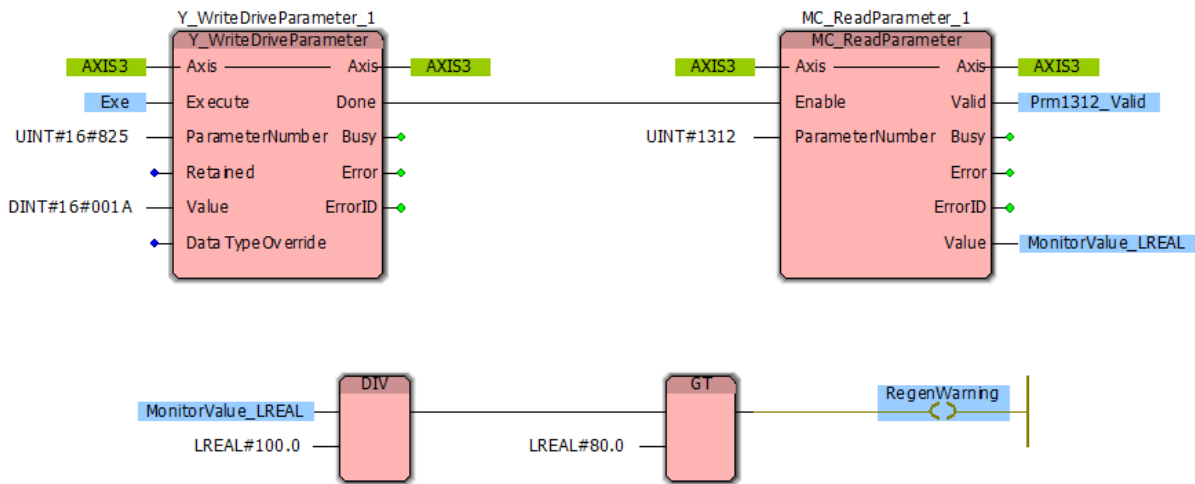 Y_WriteDriveParameter_1 MC_ReadParameter_1
Y_WriteDriveParameter MC_ReadParameter
AXIS3 Axis Axis AXIS3 AXIS3 Axis Axis AXIS3
Exe Execute Done Enable Valid Prm1312_Valid
UINT#16#825 ParameterNumber Busy UINT#1312 ParameterNumber Busy
Retained Error Error
DINT#16#001A Value ErrorID ErrorID
DataTypeOverride Value MonitorValue_LREAL
DIV GT RegenWarning
MonitorValue_LREAL
LREAL#100.0 LREAL#80.0